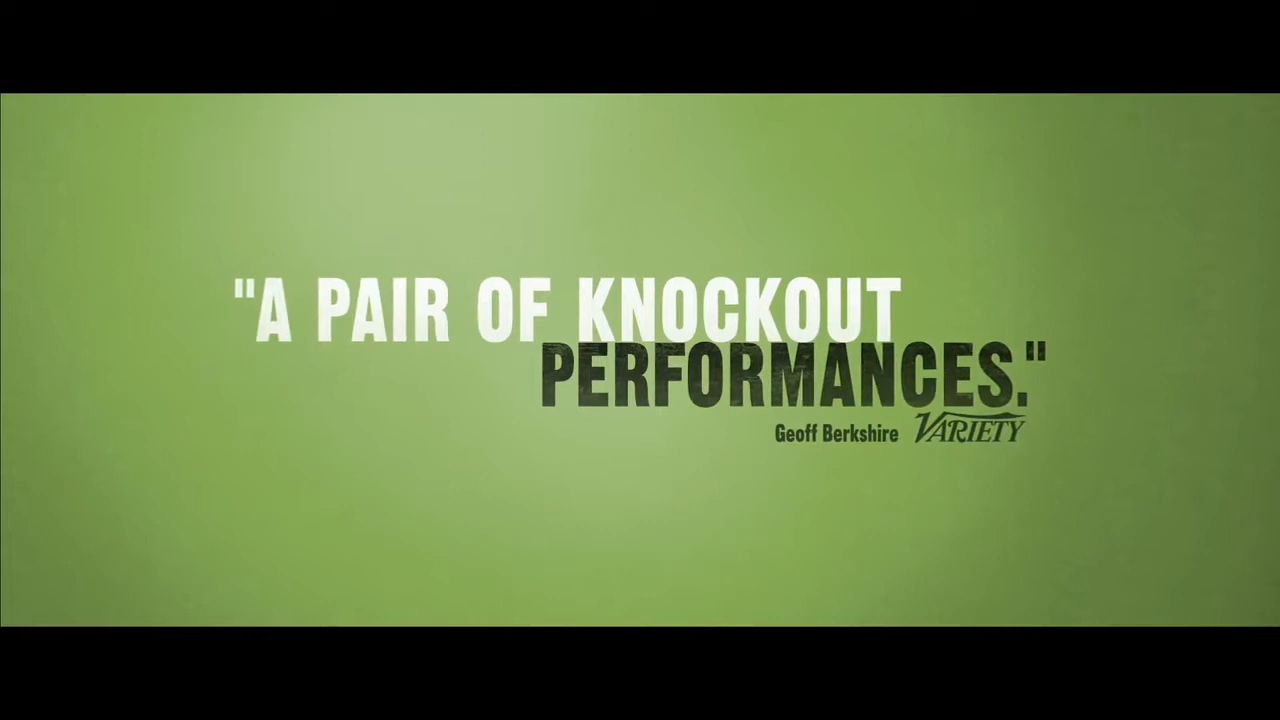 "A PAIR OF KNOCKOUT
PERFORMANCES."
Geoff Berkshire VARIETY